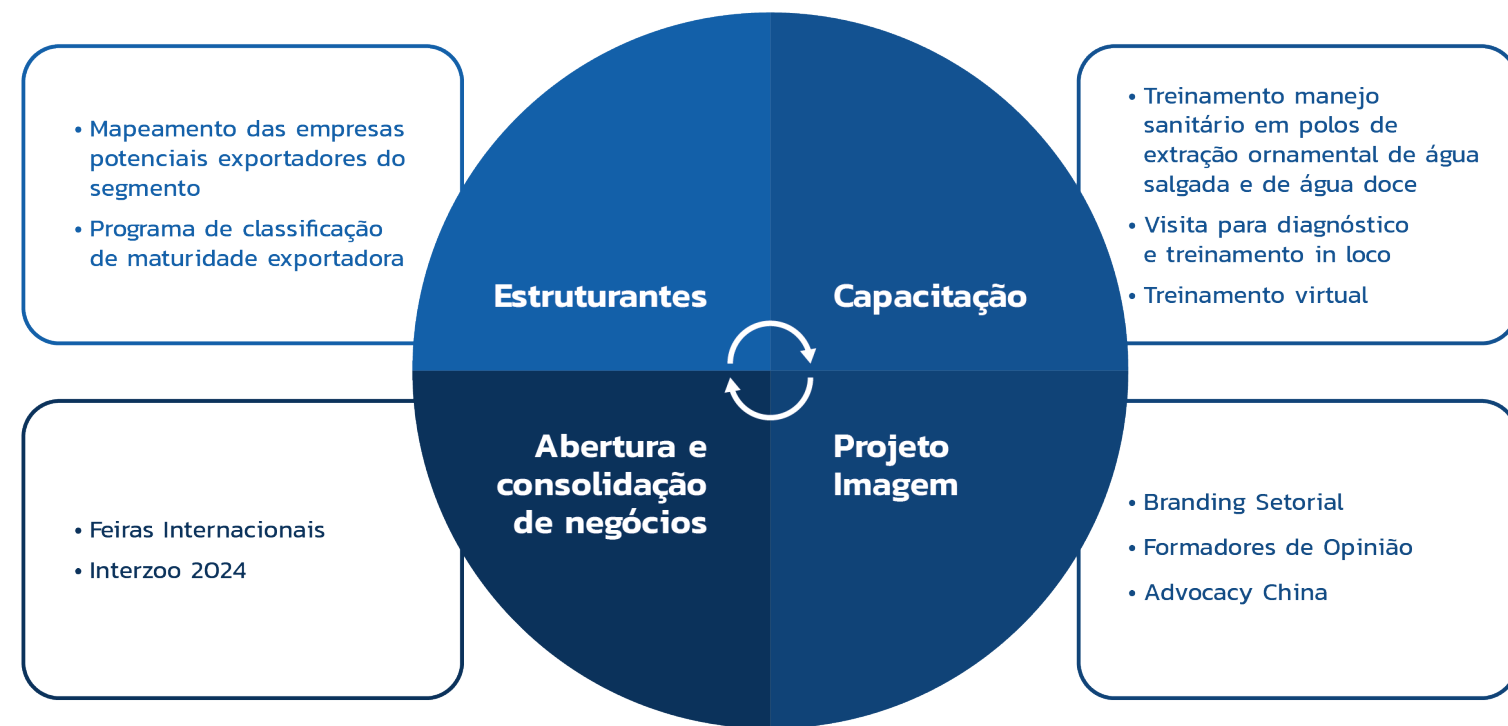 • Mapeamento das empresas
potenciais exportadores do
segmento
• Programa de classificação
de maturidade exportadora
Estruturantes
Capacitação
• Treinamento manejo
sanitário em polos de
extração ornamental de água
salgada e de água doce
• Visita para diagnóstico
e treinamento in loco
• Treinamento virtual
• Feiras Internacionais
• Interzoo 2024
Abertura e
consolidação
de negócios
Projeto
Imagem
• Branding Setorial
• Formadores de Opinião
• Advocacy China